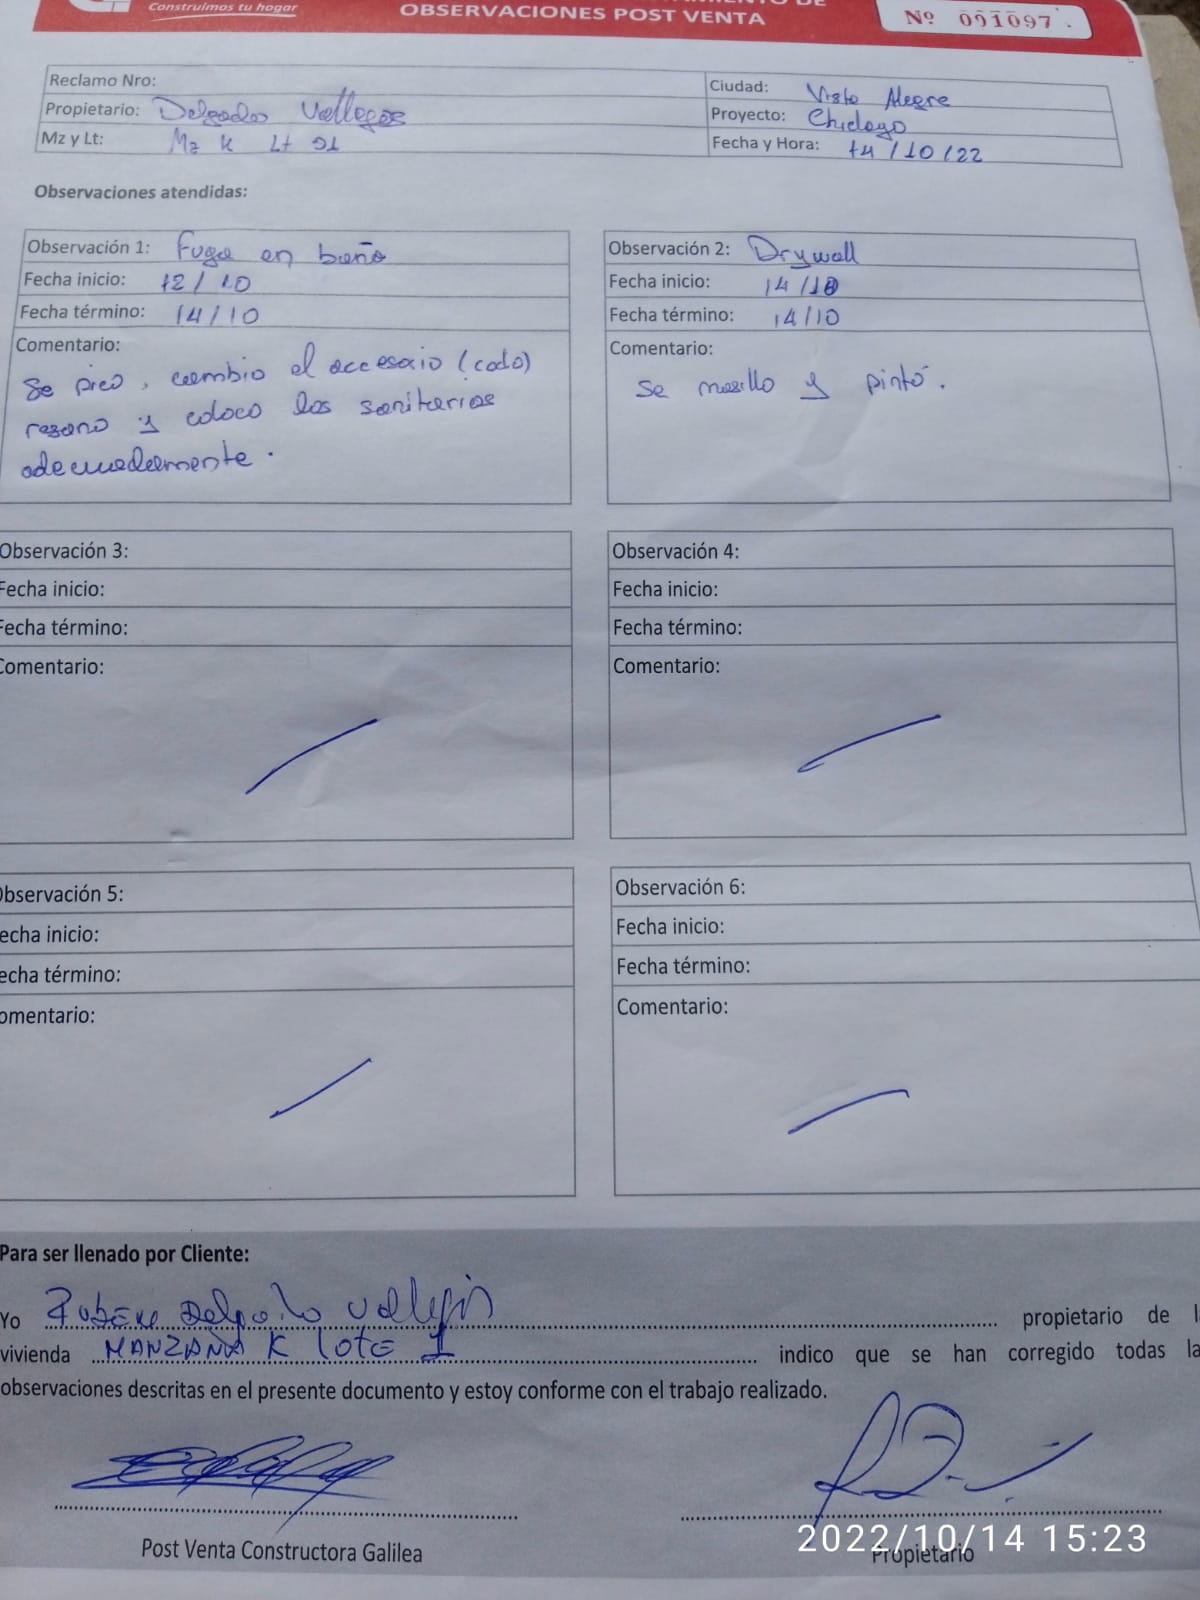 Construimos tu hogar
OBSERVACIONES POST VENTA
Nº 001097
Reclamo Nro:
Propietario: Delgado Vallegos
Mz y Lt: Mz K Lt 01
Ciudad: Vista Alegre
Proyecto: Chiclayo
Fecha y Hora: 14/10/22
Observaciones atendidas:
Observación 1: Fuga en baño
Fecha inicio: 12/10
Fecha término: 14/10
Comentario:
Se pico, cambio el accesorio (codo)
resano y coloco los sanitarios
adecuadamente.
Observación 2: Drywall
Fecha inicio: 14/10
Fecha término: 14/10
Comentario:
Se masillo y pintó.
Observación 3:
Fecha inicio:
Fecha término:
Comentario:
Observación 4:
Fecha inicio:
Fecha término:
Comentario:
Observación 5:
echa inicio:
echa término:
omentario:
Observación 6:
Fecha inicio:
Fecha término:
Comentario:
Para ser llenado por Cliente:
Yo Ruben Delgado Vallejos propietario de l
vivienda MANZANA K lote 1 indico que se han corregido todas la
observaciones descritas en el presente documento y estoy conforme con el trabajo realizado.
Post Venta Constructora Galilea
Propietario
2022/10/14 15:23